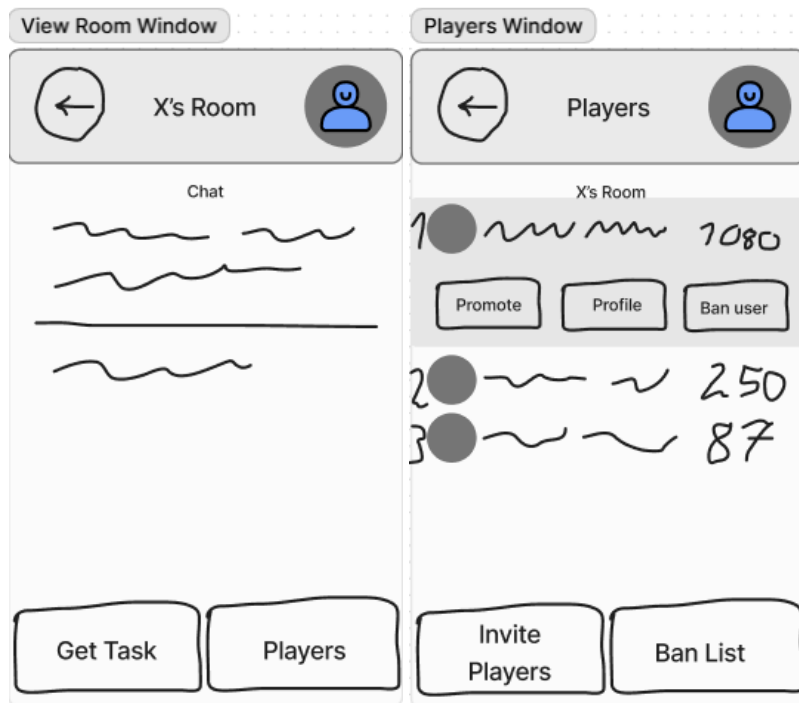 View Room Window
X's Room
Chat
Get Task
Players
Players Window
Players
X's Room
1 1080
Promote
Profile
Ban user
2 250
3 87
Invite
Players
Ban List